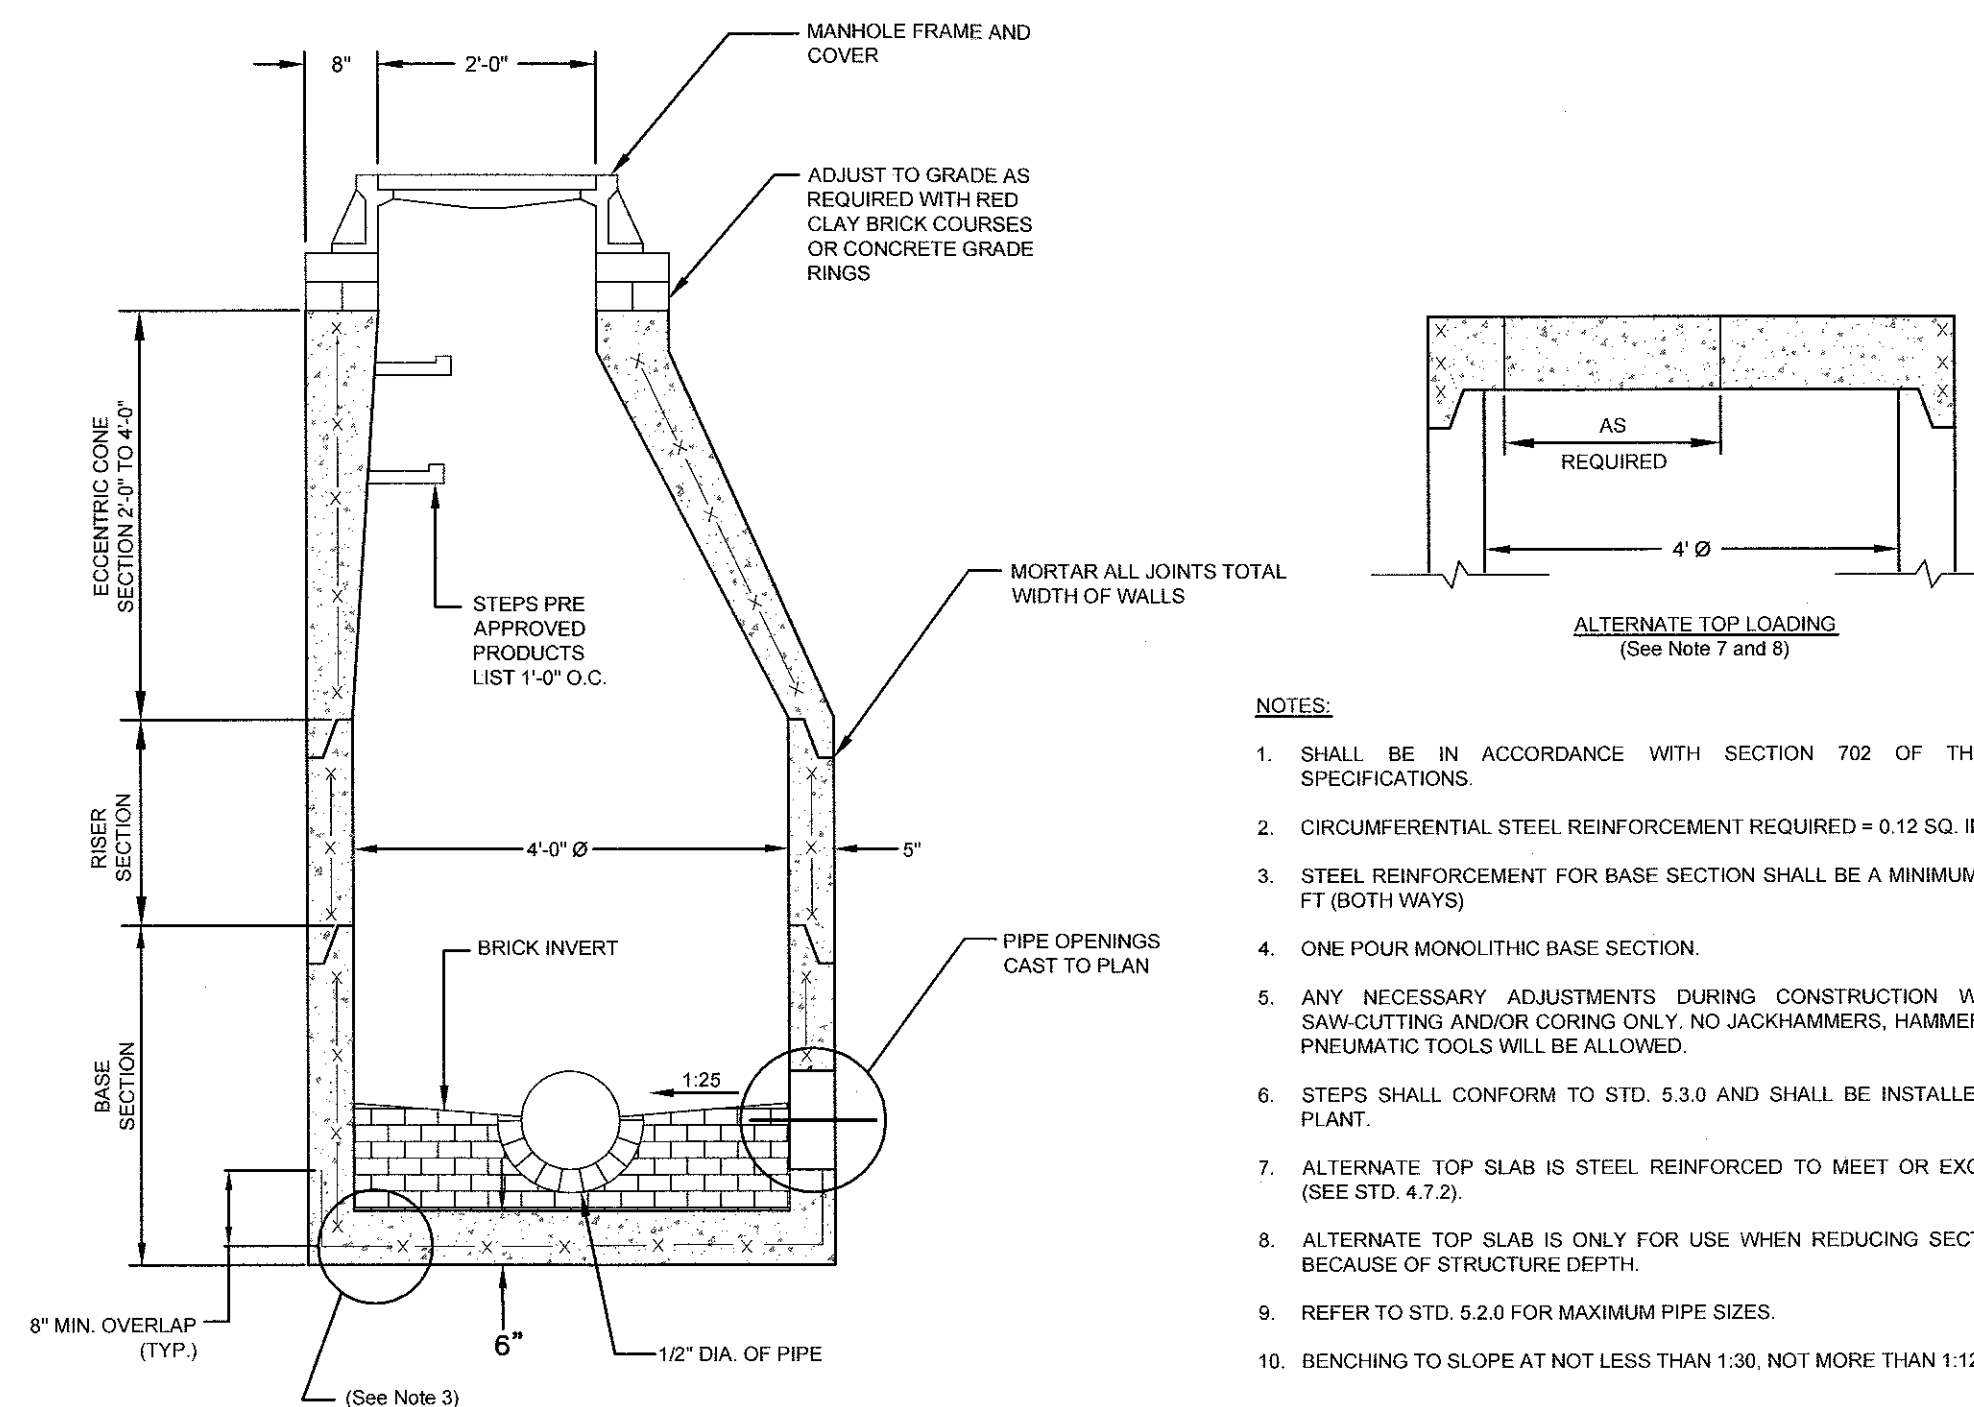 8"
2'-0"
MANHOLE FRAME AND
COVER
ADJUST TO GRADE AS
REQUIRED WITH RED
CLAY BRICK COURSES
OR CONCRETE GRADE
RINGS
ECCENTRIC CONE
SECTION 2'-0" TO 4'-0"
STEPS PRE
APPROVED
PRODUCTS
LIST 1'-0" O.C.
MORTAR ALL JOINTS TOTAL
WIDTH OF WALLS
RISER
SECTION
4'-0" Ø
5"
BRICK INVERT
PIPE OPENINGS
CAST TO PLAN
BASE
SECTION
1:25
8" MIN. OVERLAP
(TYP.)
6"
1/2" DIA. OF PIPE
(See Note 3)
AS
REQUIRED
4' Ø
ALTERNATE TOP LOADING
(See Note 7 and 8)
NOTES:
1. SHALL BE IN ACCORDANCE WITH SECTION 702 OF TH
SPECIFICATIONS.
2. CIRCUMFERENTIAL STEEL REINFORCEMENT REQUIRED = 0.12 SQ.
3. STEEL REINFORCEMENT FOR BASE SECTION SHALL BE A MINIMUM
FT (BOTH WAYS)
4. ONE POUR MONOLITHIC BASE SECTION.
5. ANY NECESSARY ADJUSTMENTS DURING CONSTRUCTION W
SAW-CUTTING AND/OR CORING ONLY. NO JACKHAMMERS, HAMMER
PNEUMATIC TOOLS WILL BE ALLOWED.
6. STEPS SHALL CONFORM TO STD. 5.3.0 AND SHALL BE INSTALLE
PLANT.
7. ALTERNATE TOP SLAB IS STEEL REINFORCED TO MEET OR EXC
(SEE STD. 4.7.2).
8. ALTERNATE TOP SLAB IS ONLY FOR USE WHEN REDUCING SECT
BECAUSE OF STRUCTURE DEPTH.
9. REFER TO STD. 5.2.0 FOR MAXIMUM PIPE SIZES.
10. BENCHING TO SLOPE AT NOT LESS THAN 1:30, NOT MORE THAN 1:12